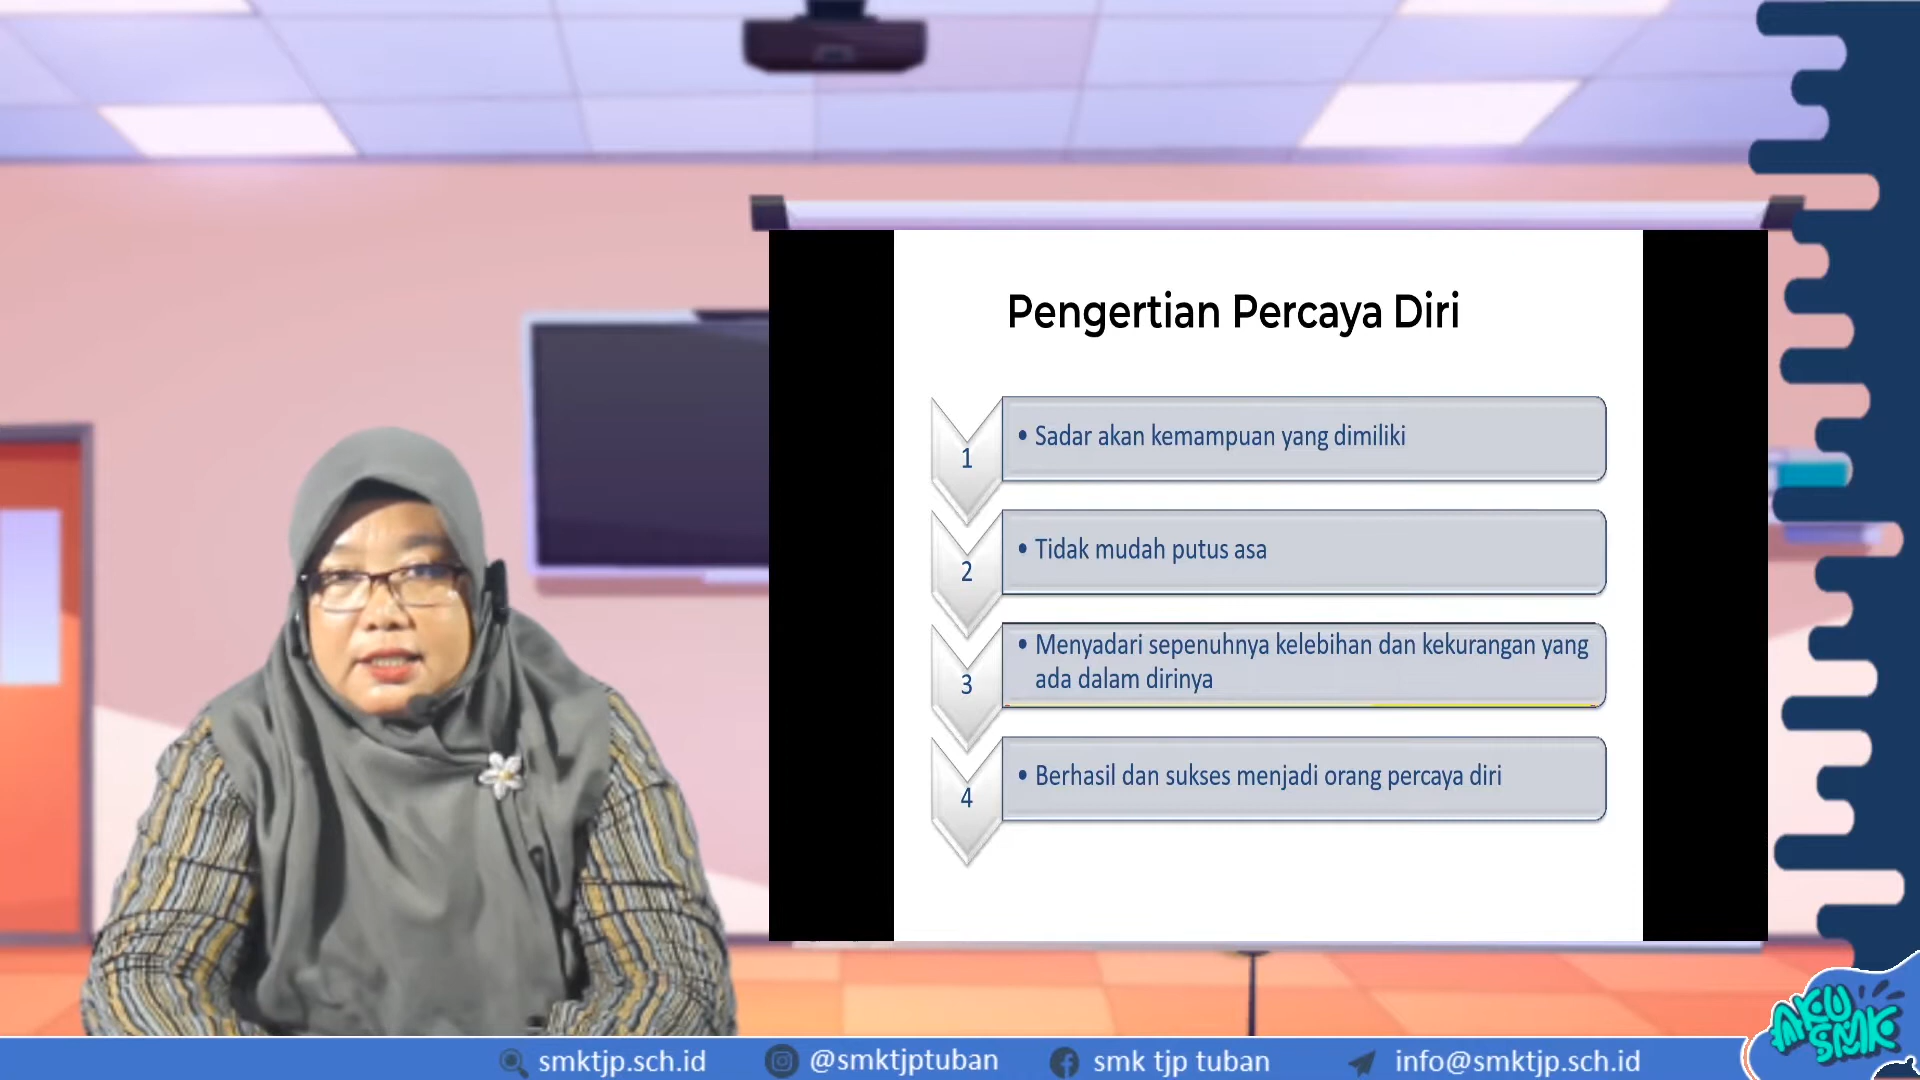 Pengertian Percaya Diri
1
• Sadar akan kemampuan yang dimiliki
2
• Tidak mudah putus asa
3
• Menyadari sepenuhnya kelebihan dan kekurangan yang
ada dalam dirinya
4
• Berhasil dan sukses menjadi orang percaya diri
smktjp.sch.id
@smktjptuban
smk tjp tuban
info@smktjp.sch.id
AKU
SMK